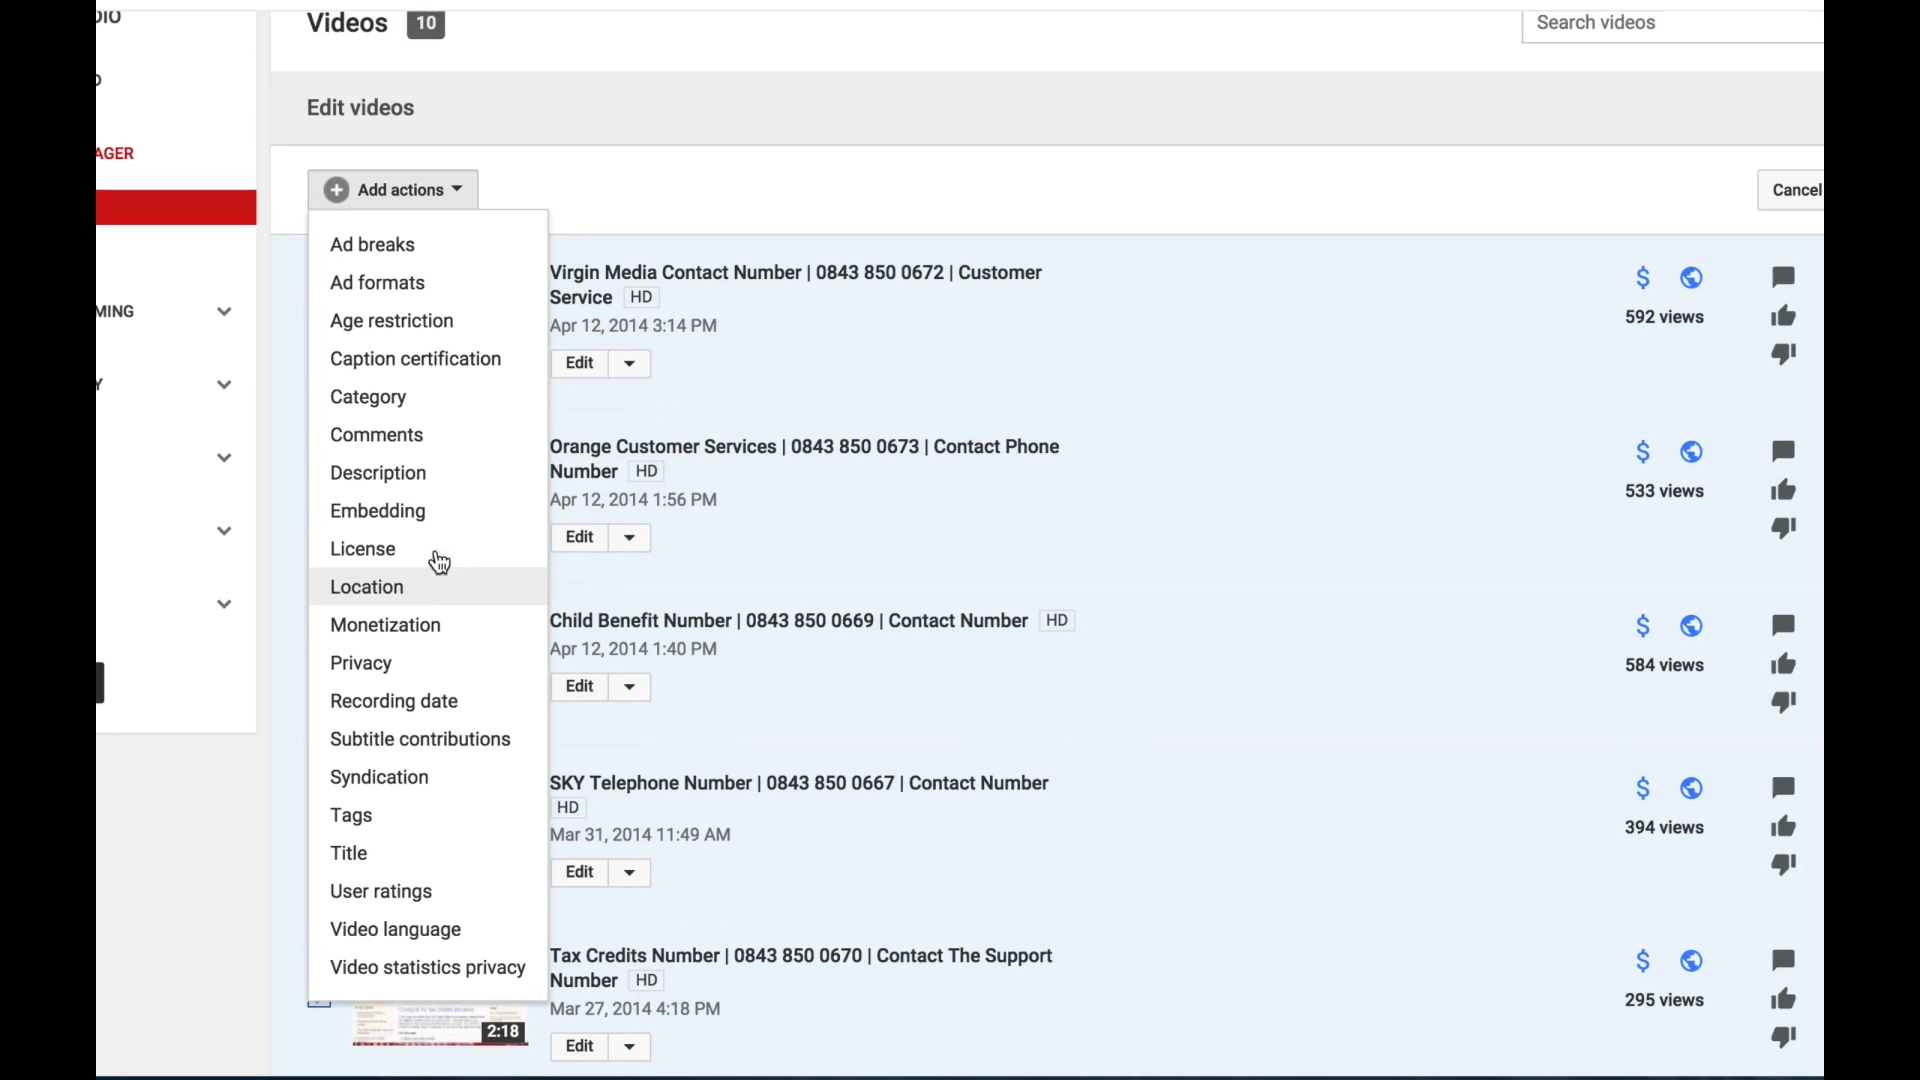 DIO
Videos 10
Search videos
D
Edit videos
AGER
Add actions
Cancel
Ad breaks
Ad formats
Age restriction
Caption certification
Category
Comments
Description
Embedding
License
Location
Monetization
Privacy
Recording date
Subtitle contributions
Syndication
Tags
Title
User ratings
Video language
Video statistics privacy
MING
Y
Virgin Media Contact Number | 0843 850 0672 | Customer
Service HD
Apr 12, 2014 3:14 PM
Edit
592 views
Orange Customer Services | 0843 850 0673 | Contact Phone
Number HD
Apr 12, 2014 1:56 PM
Edit
533 views
Child Benefit Number | 0843 850 0669 | Contact Number HD
Apr 12, 2014 1:40 PM
Edit
584 views
SKY Telephone Number | 0843 850 0667 | Contact Number
HD
Mar 31, 2014 11:49 AM
Edit
394 views
Tax Credits Number | 0843 850 0670 | Contact The Support
Number HD
Mar 27, 2014 4:18 PM
Edit
295 views
2:18